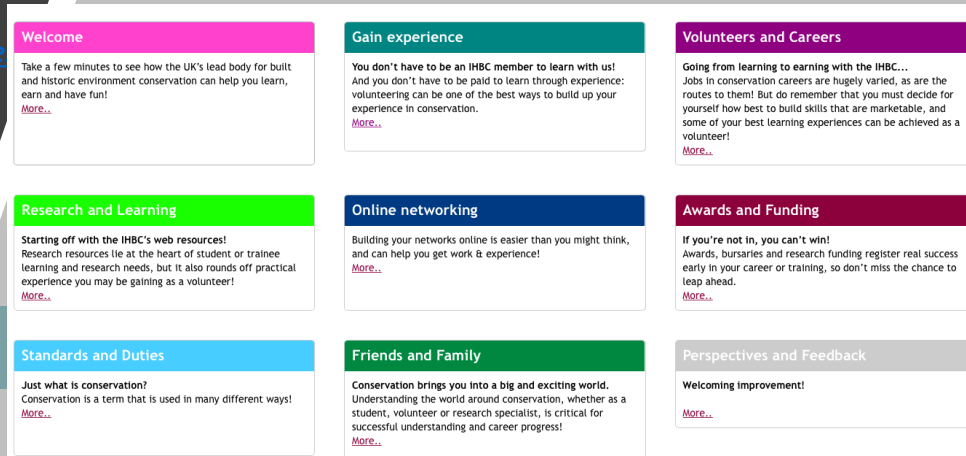 Welcome
Take a few minutes to see how the UK's lead body for built
and historic environment conservation can help you learn,
earn and have fun!
More..
Gain experience
You don't have to be an IHBC member to learn with us!
And you don't have to be paid to learn through experience:
volunteering can be one of the best ways to build up your
experience in conservation.
More..
Volunteers and Careers
Going from learning to earning with the IHBC...
Jobs in conservation careers are hugely varied, as are the
routes to them! But do remember that you must decide for
yourself how best to build skills that are marketable, and
some of your best learning experiences can be achieved as a
volunteer!
More..
Research and Learning
Starting off with the IHBC's web resources!
Research resources lie at the heart of student or trainee
learning and research needs, but it also rounds off practical
experience you may be gaining as a volunteer!
More..
Online networking
Building your networks online is easier than you might think,
and can help you get work & experience!
More..
Awards and Funding
If you're not in, you can't win!
Awards, bursaries and research funding register real success
early in your career or training, so don't miss the chance to
leap ahead.
More..
Standards and Duties
Just what is conservation?
Conservation is a term that is used in many different ways!
More..
Friends and Family
Conservation brings you into a big and exciting world.
Understanding the world around conservation, whether as a
student, volunteer or research specialist, is critical for
successful understanding and career progress!
More..
Perspectives and Feedback
Welcoming improvement!
More..